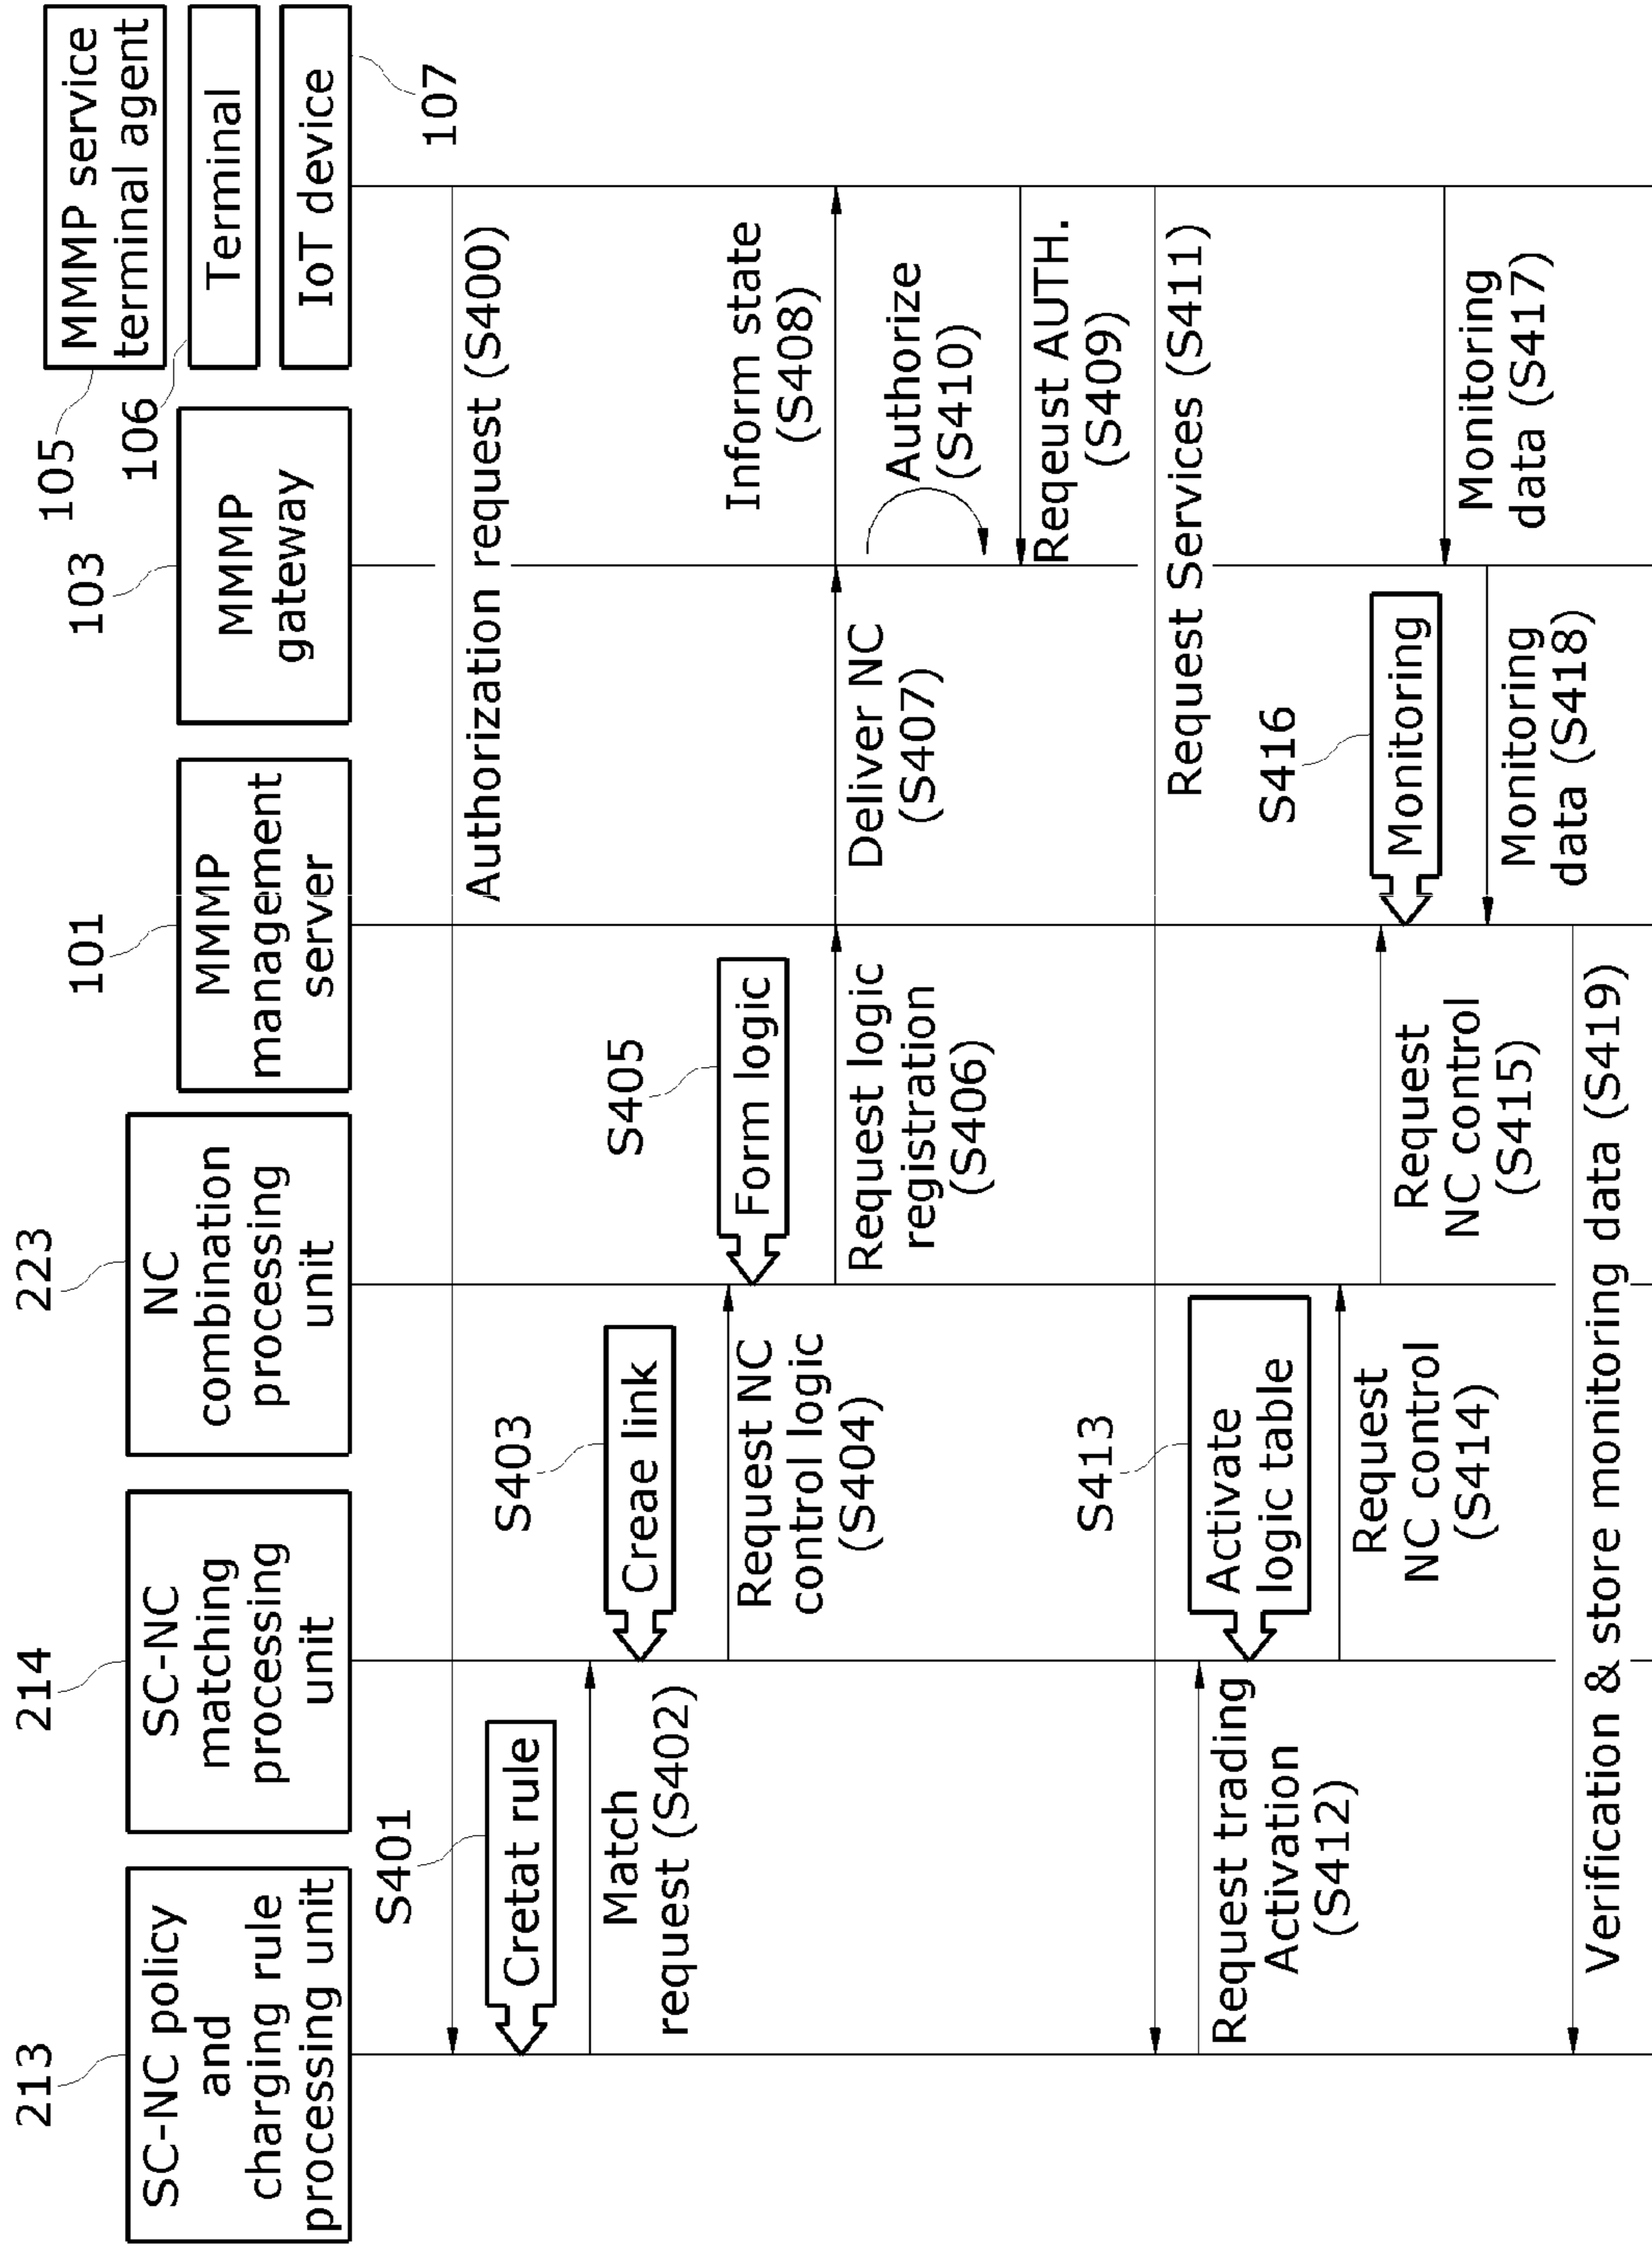 213
SC-NC policy
and
charging rule
processing unit
214
SC-NC
matching
processing
unit
223
NC
combination
processing
unit
101
MMMP
management
server
103
MMMP
gateway
105
MMMP service
terminal agent
106
Terminal
IoT device
107
Authorization request (S400)
S401
Cretat rule
Match
request (S402)
S403
Creae link
Request NC
control logic
(S404)
S405
Form logic
Request logic
registration
(S406)
Deliver NC
(S407)
Inform state
(S408)
Authorize
(S410)
Reqeust AUTH.
(S409)
Request Services (S411)
Request trading
Activation
(S412)
S413
Activate
logic table
Request
NC control
(S414)
Request
NC control
(S415)
S416
Monitoring
Monitoring
data (S417)
Monitoring
data (S418)
Verification & store monitoring data (S419)